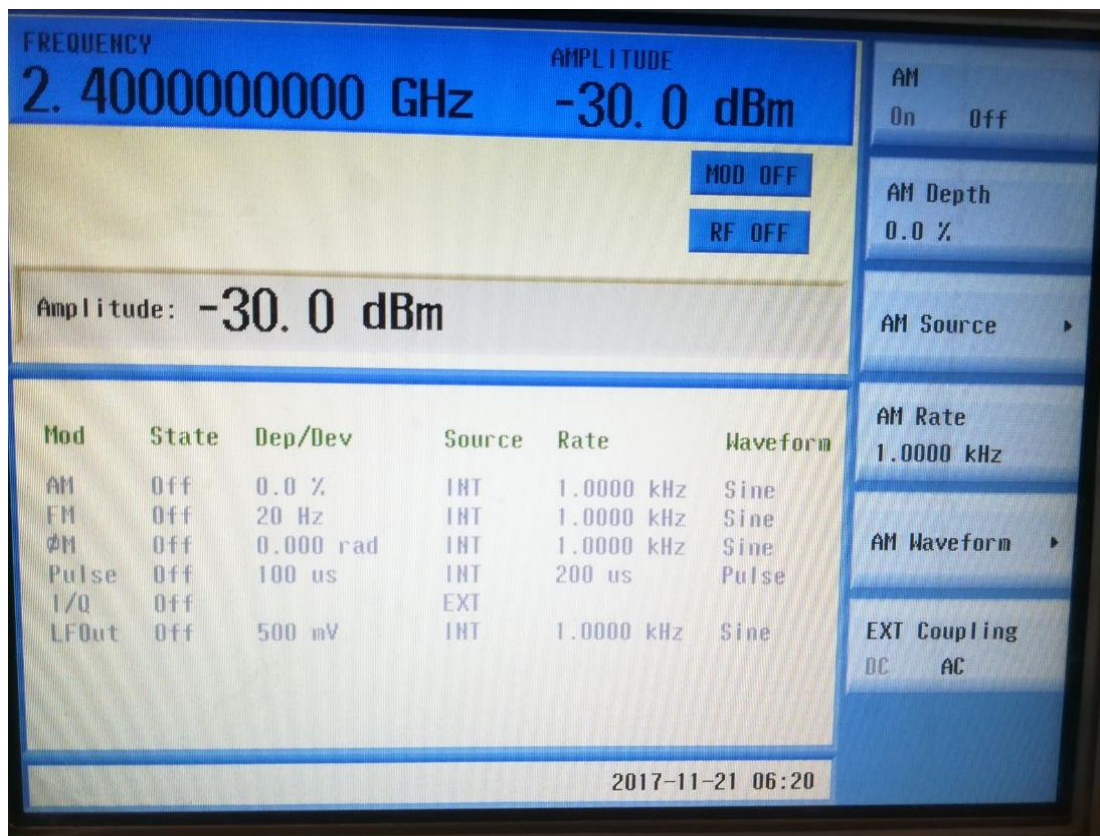 FREQUENCY
2. 4000000000 GHz
AMPLITUDE
-30. 0 dBm
MOD OFF
RF OFF
Amplitude: -30. 0 dBm
Mod State Dep/Dev Source Rate Waveform
AM Off 0.0 % INT 1.0000 kHz Sine
FM Off 20 Hz INT 1.0000 kHz Sine
ØM Off 0.000 rad INT 1.0000 kHz Sine
Pulse Off 100 us INT 200 us Pulse
I/Q Off EXT
LFOut Off 500 mV INT 1.0000 kHz Sine
2017-11-21 06:20
AM
On Off
AM Depth
0.0 %
AM Source
AM Rate
1.0000 kHz
AM Waveform
EXT Coupling
DC AC